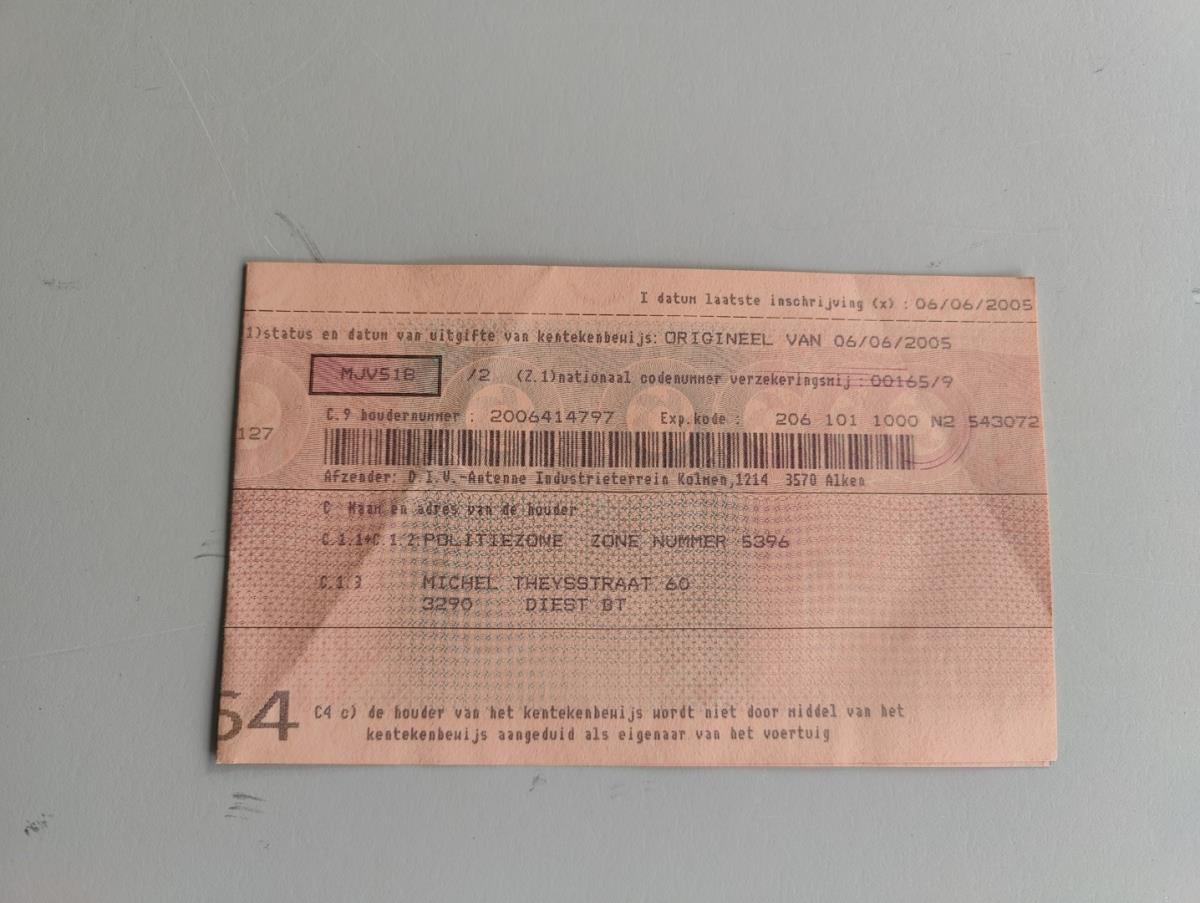 I datum laatste inschrijving (x) : 06/06/2005
1)status en datum van uitgifte van kentekenbewijs: ORIGINEEL VAN 06/06/2005
MJV518 /2 (Z.1)nationaal codenummer verzekeringsmij : 00165/9
C.9 houdernummer : 2006414797 Exp.kode : 206 101 1000 N2 543072
127
Afzender: D.I.V.-Antenne Industrieterrein Kolmen,1214 3570 Alken
C Naam en adres van de houder
C.1.1+C.1.2 POLITIEZONE ZONE NUMMER 5396
C.1.3 MICHEL THEYSSTRAAT 60
3290 DIEST BT
64
C4 c) de houder van het kentekenbewijs wordt niet door middel van het
kentekenbewijs aangeduid als eigenaar van het voertuig